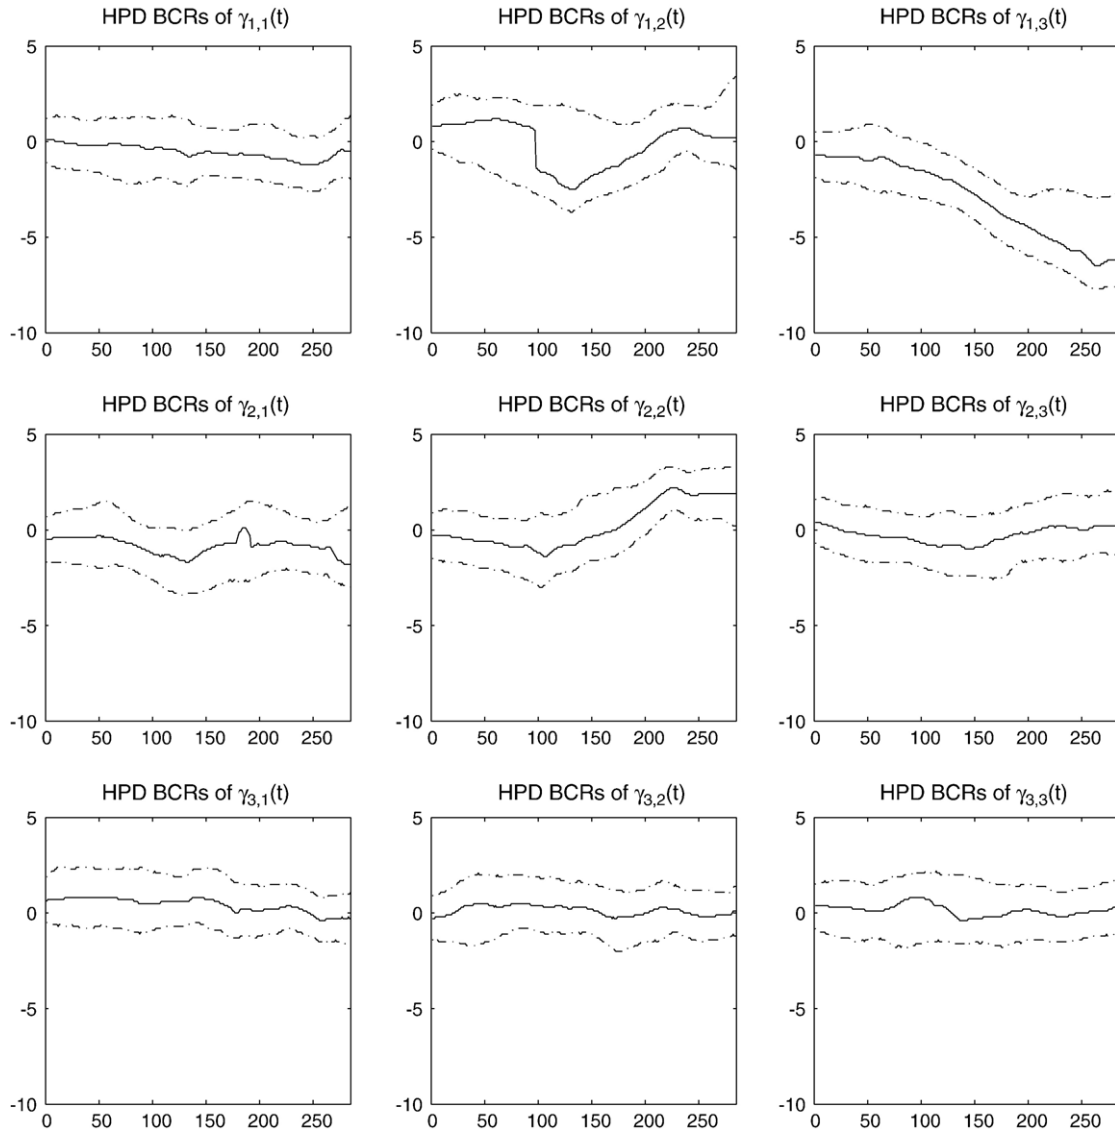 HPD BCRs of γ1,1(t)
HPD BCRs of γ1,2(t)
HPD BCRs of γ1,3(t)
5
0
-5
-10
0 50 100 150 200 250
5
0
-5
-10
0 50 100 150 200 250
5
0
-5
-10
0 50 100 150 200 250
HPD BCRs of γ2,1(t)
HPD BCRs of γ2,2(t)
HPD BCRs of γ2,3(t)
5
0
-5
-10
0 50 100 150 200 250
5
0
-5
-10
0 50 100 150 200 250
5
0
-5
-10
0 50 100 150 200 250
HPD BCRs of γ3,1(t)
HPD BCRs of γ3,2(t)
HPD BCRs of γ3,3(t)
5
0
-5
-10
0 50 100 150 200 250
5
0
-5
-10
0 50 100 150 200 250
5
0
-5
-10
0 50 100 150 200 250